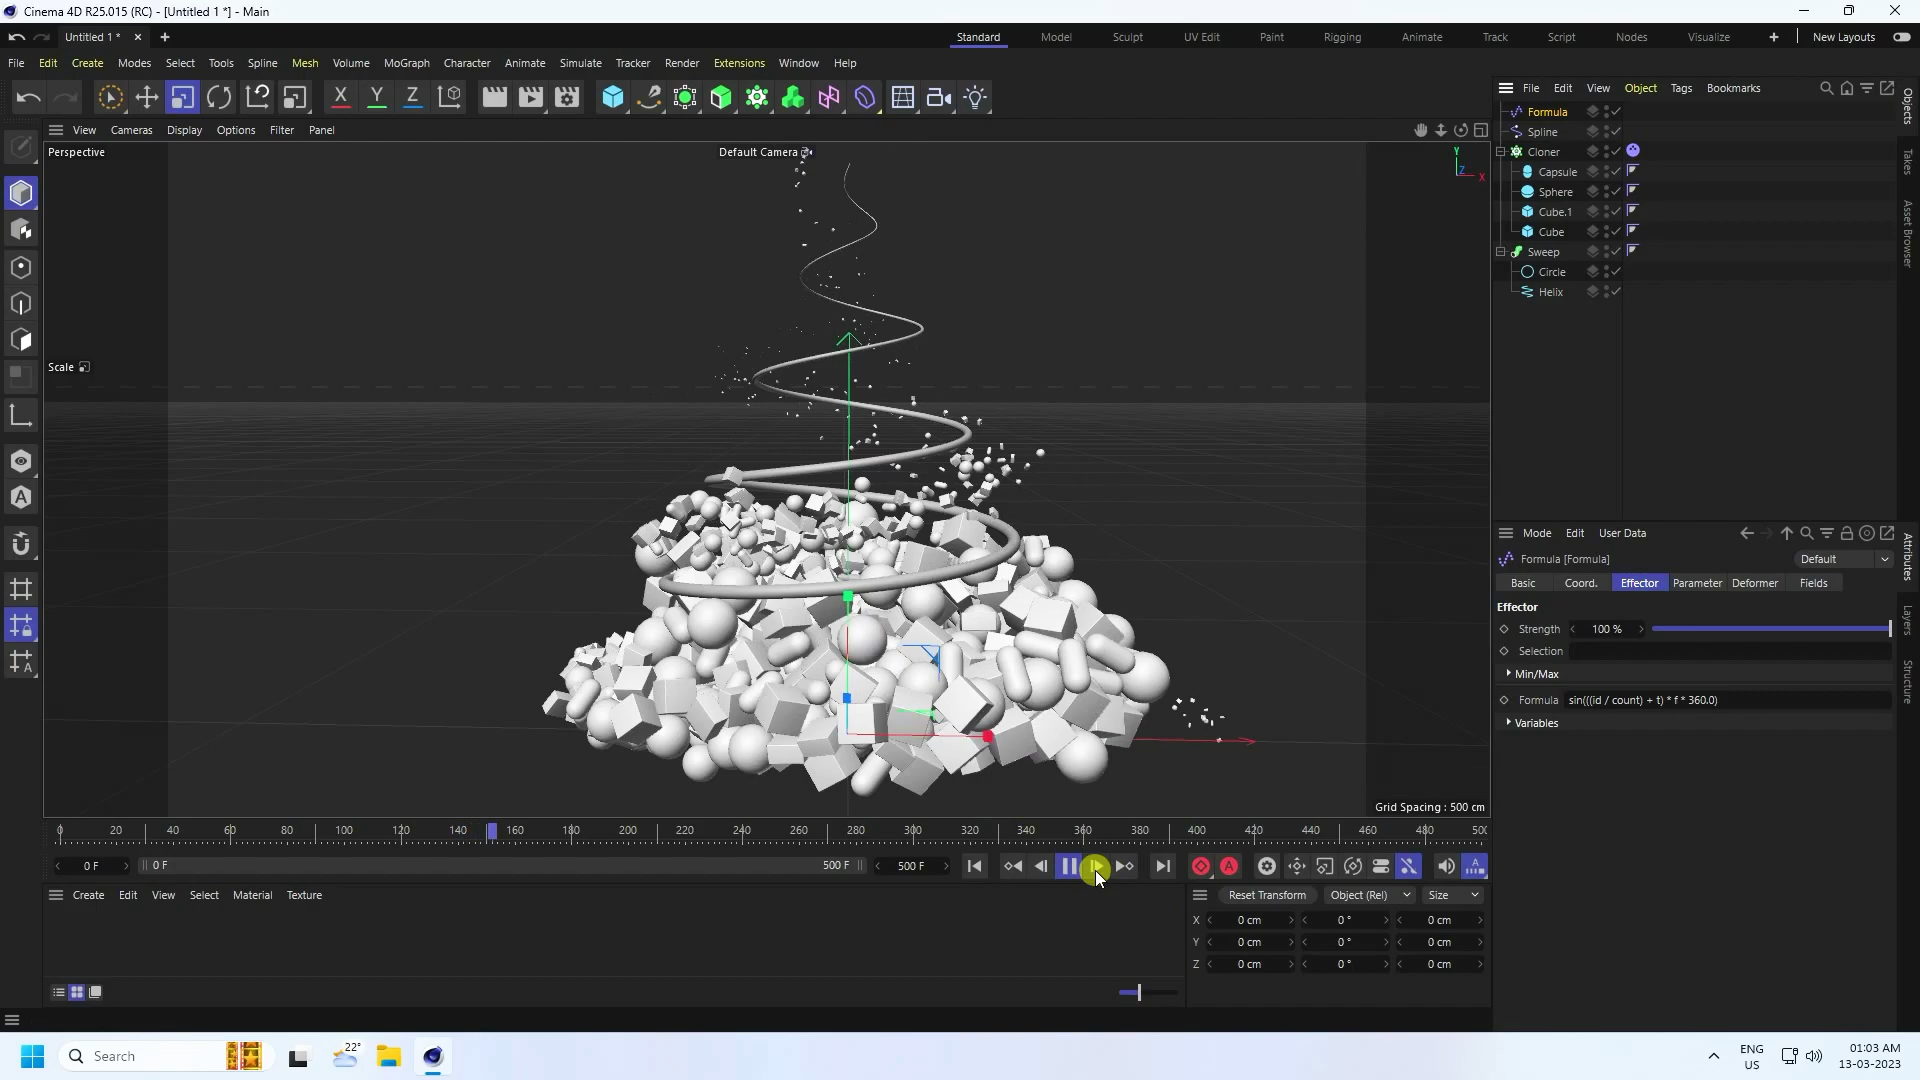 Cinema 4D R25.015 (RC) - [Untitled 1 *] - Main
Untitled 1 *
Standard Model Sculpt UV Edit Paint Rigging Animate Track Script Nodes Visualize New Layouts
File Edit Create Modes Select Tools Spline Mesh Volume MoGraph Character Animate Simulate Tracker Render Extensions Window Help
X Y Z
File Edit View Object Tags Bookmarks
Objects
Takes
Asset Browser
View Cameras Display Options Filter Panel
Perspective
Default Camera
Y
Z
X
Scale
Grid Spacing : 500 cm
Formula
Spline
Cloner
Capsule
Sphere
Cube.1
Cube
Sweep
Circle
Helix
Mode Edit User Data
Attributes
Layers
Structure
Formula [Formula]
Default
Basic Coord. Effector Parameter Deformer Fields
Effector
Strength 100 %
Selection
Min/Max
Formula sin(((id / count) + t) * f * 360.0)
Variables
0 20 40 60 80 100 120 140 160 180 200 220 240 260 280 300 320 340 360 380 400 420 440 460 480 500
0 F 0 F 500 F 500 F
Create Edit View Select Material Texture
Reset Transform Object (Rel) Size
X 0 cm 0 ° 0 cm
Y 0 cm 0 ° 0 cm
Z 0 cm 0 ° 0 cm
Search
22°
ENG
US
01:03 AM
13-03-2023